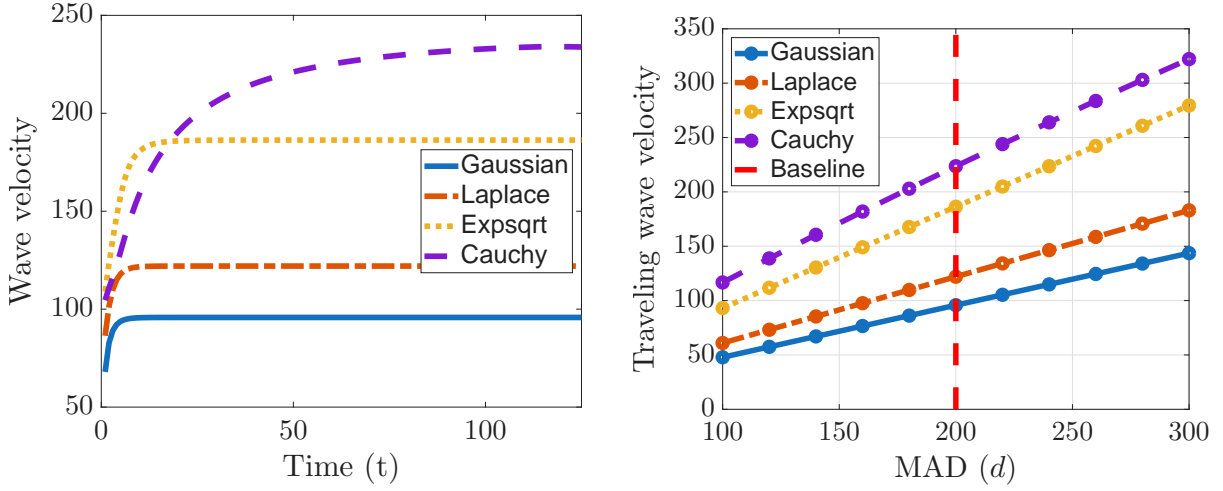 250
200
150
100
50
0
50
100
Wave velocity
Time (t)
Gaussian
Laplace
Expsqrt
Cauchy
350
300
250
200
150
100
50
0
100
150
200
250
300
Traveling wave velocity
MAD (d)
Gaussian
Laplace
Expsqrt
Cauchy
Baseline